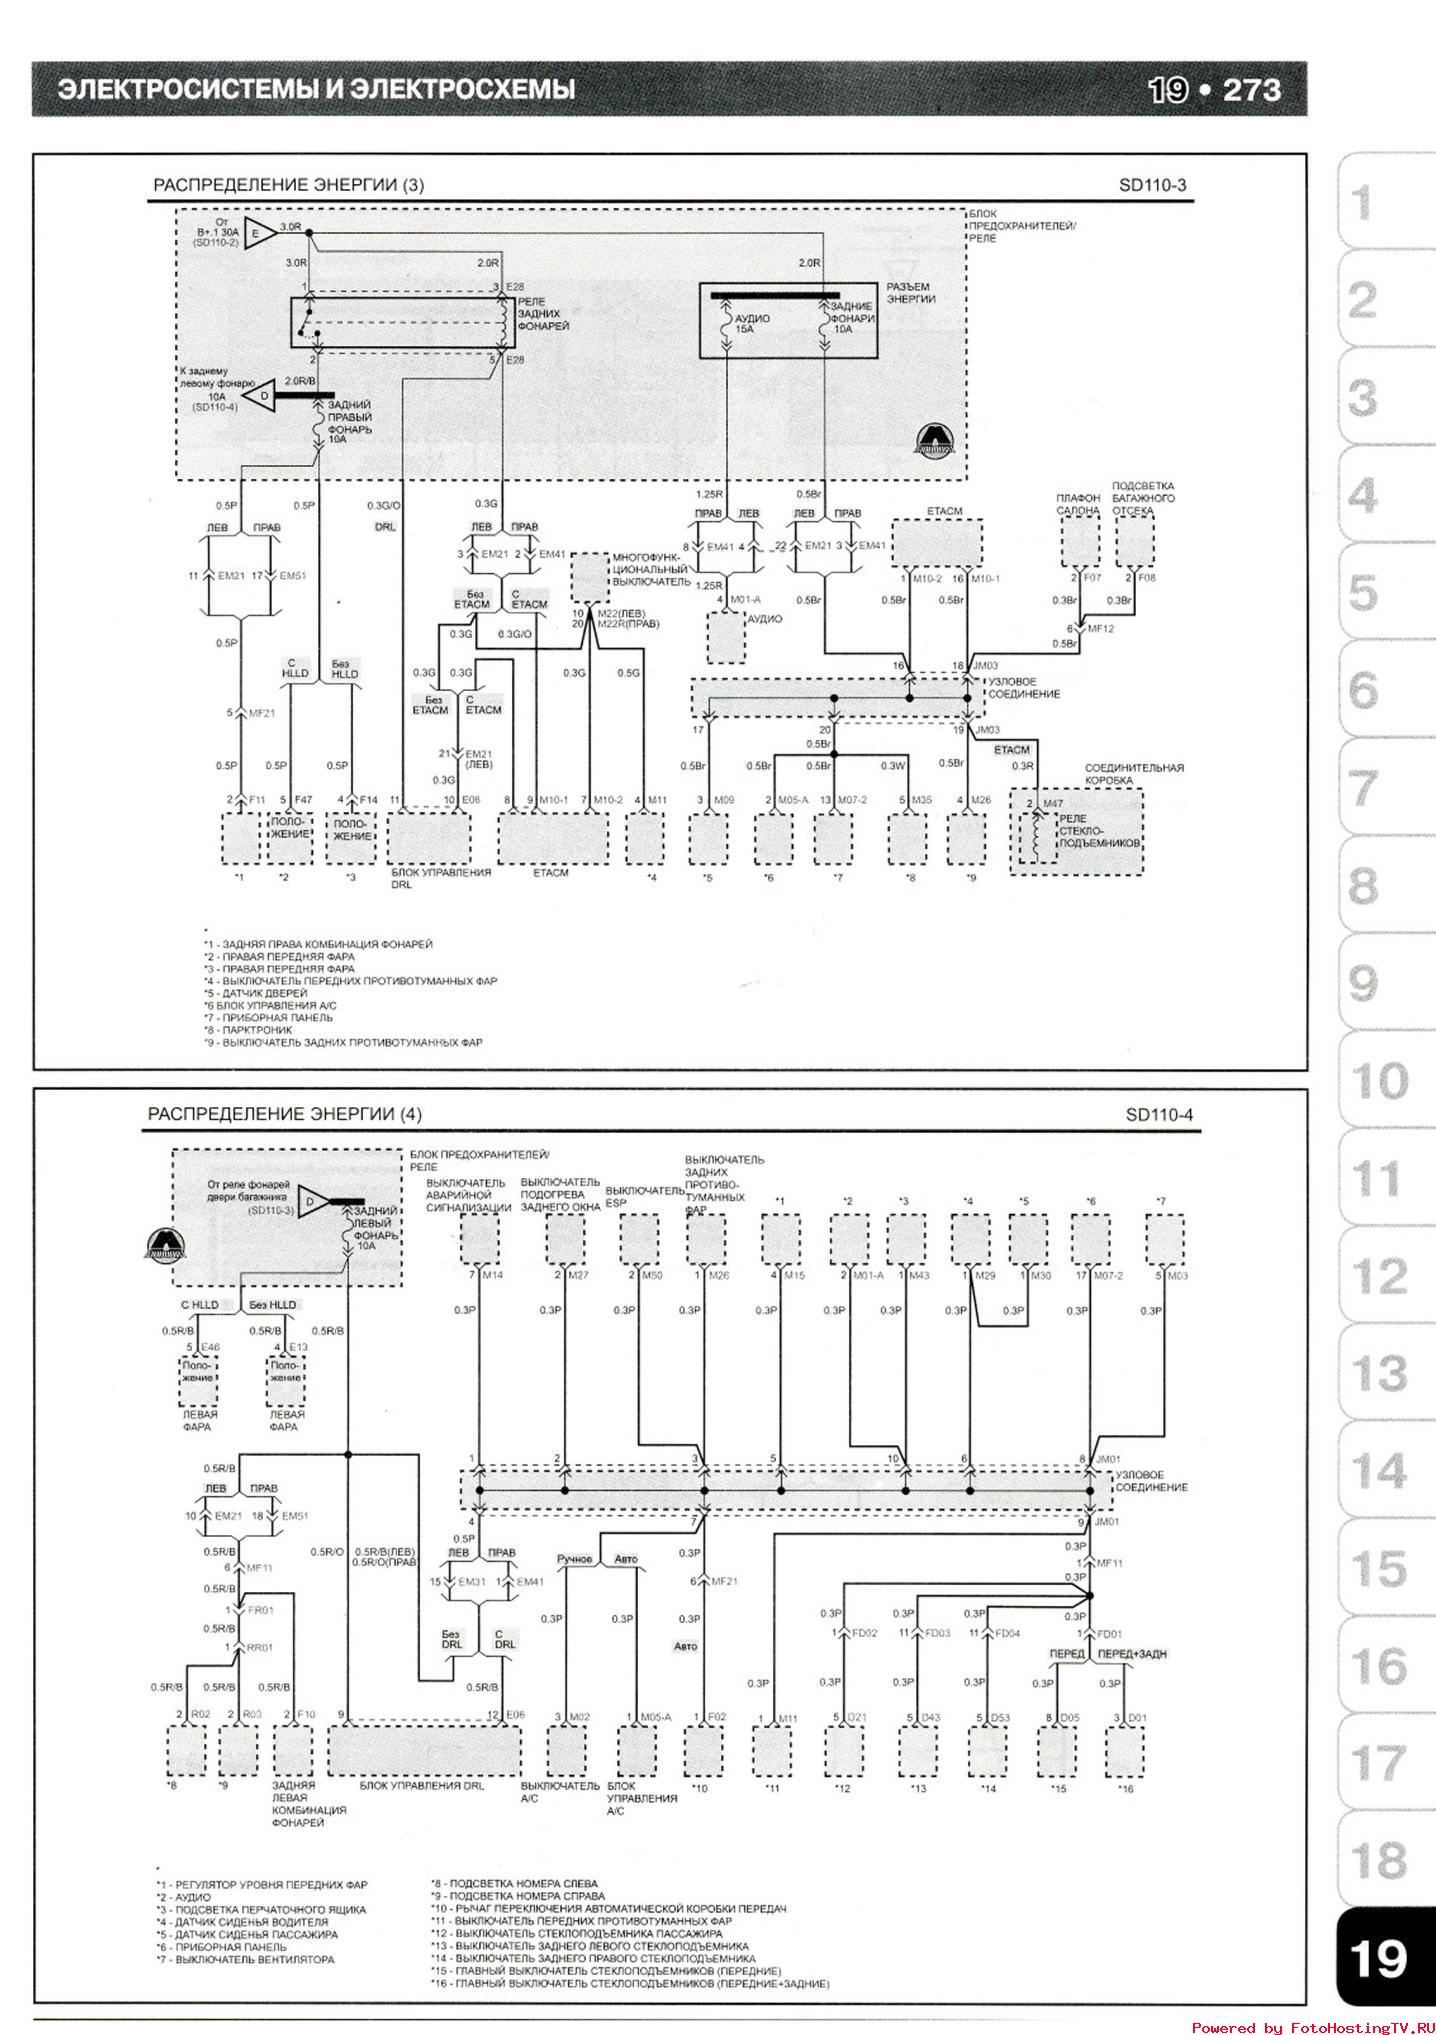 ЭЛЕКТРОСИСТЕМЫ И ЭЛЕКТРОСХЕМЫ
19 • 273
РАСПРЕДЕЛЕНИЕ ЭНЕРГИИ (3)
SD110-3
БЛОК
ПРЕДОХРАНИТЕЛЕЙ/
РЕЛЕ
От
В+.1 30А
(SD110-2)
E
3.0R
3.0R
2.0R
2.0R
1
3 E28
РЕЛЕ
ЗАДНИХ
ФОНАРЕЙ
РАЗЪЕМ
ЭНЕРГИИ
АУДИО
15А
ЗАДНИЕ
ФОНАРИ
10А
2
5 E28
К заднему
левому фонарю
10А
(SD110-4)
D
2.0R/B
ЗАДНИЙ
ПРАВЫЙ
ФОНАРЬ
10А
0.5P
0.5P
0.3G/O
DRL
0.3G
1.25R
0.5Br
ПЛАФОН
САЛОНА
ПОДСВЕТКА
БАГАЖНОГО
ОТСЕКА
ЛЕВ ПРАВ
ЛЕВ ПРАВ
ПРАВ ЛЕВ
ЛЕВ ПРАВ
ETACM
11 EM21 17 EM51
3 EM21 2 EM41
МНОГОФУНК-
ЦИОНАЛЬНЫЙ
ВЫКЛЮЧАТЕЛЬ
8 EM41 4
22 EM21 3 EM41
1 M10-2 16 M10-1
2 F07 2 F08
Без
ETACM
С
ETACM
10 M22(ЛЕВ)
20 M22R(ПРАВ)
1.25R
4 M01-A
АУДИО
0.5Br 0.5Br 0.5Br
0.3Br 0.3Br
6 MF12
0.5Br
0.5P
0.3G 0.3G/O
С
HLLD
Без
HLLD
0.3G 0.3G 0.3G 0.5G
16 18 JM03
УЗЛОВОЕ
СОЕДИНЕНИЕ
Без
ETACM
С
ETACM
5 MF21
17 20 19 JM03
0.5Br
21 EM21
(ЛЕВ)
0.3G
ETACM
0.5P 0.5P 0.5P
0.5Br 0.5Br 0.5Br 0.3W 0.5Br 0.3R
СОЕДИНИТЕЛЬНАЯ
КОРОБКА
2 F11 5 F47 4 F14 11 10 E06 8 9 M10-1 7 M10-2 4 M11 3 M09 2 M05-A 13 M07-2 5 M35 4 M26 2 M47
ПОЛО-
ЖЕНИЕ
ПОЛО-
ЖЕНИЕ
РЕЛЕ
СТЕКЛО-
ПОДЪЕМНИКОВ
*1 *2 *3
БЛОК УПРАВЛЕНИЯ
DRL
ETACM
*4 *5 *6 *7 *8 *9
*
*1 - ЗАДНЯЯ ПРАВА КОМБИНАЦИЯ ФОНАРЕЙ
*2 - ПРАВАЯ ПЕРЕДНЯЯ ФАРА
*3 - ПРАВАЯ ПЕРЕДНЯЯ ФАРА
*4 - ВЫКЛЮЧАТЕЛЬ ПЕРЕДНИХ ПРОТИВОТУМАННЫХ ФАР
*5 - ДАТЧИК ДВЕРЕЙ
*6 БЛОК УПРАВЛЕНИЯ А/С
*7 - ПРИБОРНАЯ ПАНЕЛЬ
*8 - ПАРКТРОНИК
*9 - ВЫКЛЮЧАТЕЛЬ ЗАДНИХ ПРОТИВОТУМАННЫХ ФАР
РАСПРЕДЕЛЕНИЕ ЭНЕРГИИ (4)
SD110-4
БЛОК ПРЕДОХРАНИТЕЛЕЙ/
РЕЛЕ
От реле фонарей
двери багажника
(SD110-3)
D
ЗАДНИЙ
ЛЕВЫЙ
ФОНАРЬ
10А
ВЫКЛЮЧАТЕЛЬ
АВАРИЙНОЙ
СИГНАЛИЗАЦИИ
ВЫКЛЮЧАТЕЛЬ
ПОДОГРЕВА
ЗАДНЕГО ОКНА
ВЫКЛЮЧАТЕЛЬ
ESP
ВЫКЛЮЧАТЕЛЬ
ЗАДНИХ
ПРОТИВО-
ТУМАННЫХ
ФАР
*1 *2 *3 *4 *5 *6 *7
7 M14 2 M27 2 M50 1 M26 4 M15 2 M01-A 1 M43 1 M29 1 M30 17 M07-2 5 M03
0.3P 0.3P 0.3P 0.3P 0.3P 0.3P 0.3P 0.3P 0.3P 0.3P 0.3P
С HLLD Без HLLD
0.5R/B 0.5R/B 0.5R/B
5 E46 4 E13
Поло-
жение
Поло-
жение
ЛЕВАЯ
ФАРА
ЛЕВАЯ
ФАРА
1 2 3 5 10 6 8 JM01
УЗЛОВОЕ
СОЕДИНЕНИЕ
0.5R/B
ЛЕВ ПРАВ
10 EM21 18 EM51
4 7 9 JM01
0.5P
ЛЕВ ПРАВ
15 EM31 1 EM41
0.5R/B
0.5R/O
0.5R/B(ЛЕВ)
0.5R/O(ПРАВ
Ручное Авто
0.3P
0.3P
1 MF11
0.3P
6 MF11
6 MF21
0.5R/B
1 FR01
0.5R/B
1 RR01
Без
DRL
С
DRL
0.3P 0.3P 0.3P
Авто
0.3P 0.3P 0.3P 0.3P
1 FD02 11 FD03 11 FD04 1 FD01
ПЕРЕД ПЕРЕД+ЗАДН
0.5R/B 0.5R/B 0.5R/B 0.5R/B
0.3P 0.3P 0.3P 0.3P 0.3P 0.3P
2 R02 2 R03 2 F10 9 12 E06 3 M02 1 M05-A 1 F02 1 M11 5 D21 5 D43 5 D53 8 D05 3 D01
*8 *9
ЗАДНЯЯ
ЛЕВАЯ
КОМБИНАЦИЯ
ФОНАРЕЙ
БЛОК УПРАВЛЕНИЯ DRL
ВЫКЛЮЧАТЕЛЬ
А/С
БЛОК
УПРАВЛЕНИЯ
А/С
*10 *11 *12 *13 *14 *15 *16
*
*1 - РЕГУЛЯТОР УРОВНЯ ПЕРЕДНИХ ФАР
*2 - АУДИО
*3 - ПОДСВЕТКА ПЕРЧАТОЧНОГО ЯЩИКА
*4 - ДАТЧИК СИДЕНЬЯ ВОДИТЕЛЯ
*5 - ДАТЧИК СИДЕНЬЯ ПАССАЖИРА
*6 - ПРИБОРНАЯ ПАНЕЛЬ
*7 - ВЫКЛЮЧАТЕЛЬ ВЕНТИЛЯТОРА
*8 - ПОДСВЕТКА НОМЕРА СЛЕВА
*9 - ПОДСВЕТКА НОМЕРА СПРАВА
*10 - РЫЧАГ ПЕРЕКЛЮЧЕНИЯ АВТОМАТИЧЕСКОЙ КОРОБКИ ПЕРЕДАЧ
*11 - ВЫКЛЮЧАТЕЛЬ ПЕРЕДНИХ ПРОТИВОТУМАННЫХ ФАР
*12 - ВЫКЛЮЧАТЕЛЬ СТЕКЛОПОДЪЕМНИКА ПАССАЖИРА
*13 - ВЫКЛЮЧАТЕЛЬ ЗАДНЕГО ЛЕВОГО СТЕКЛОПОДЪЕМНИКА
*14 - ВЫКЛЮЧАТЕЛЬ ЗАДНЕГО ПРАВОГО СТЕКЛОПОДЪЕМНИКА
*15 - ГЛАВНЫЙ ВЫКЛЮЧАТЕЛЬ СТЕКЛОПОДЪЕМНИКОВ (ПЕРЕДНИЕ)
*16 - ГЛАВНЫЙ ВЫКЛЮЧАТЕЛЬ СТЕКЛОПОДЪЕМНИКОВ (ПЕРЕДНИЕ+ЗАДНИЕ)
1
2
3
4
5
6
7
8
9
10
11
12
13
14
15
16
17
18
19
Powered by FotoHostingTV.RU